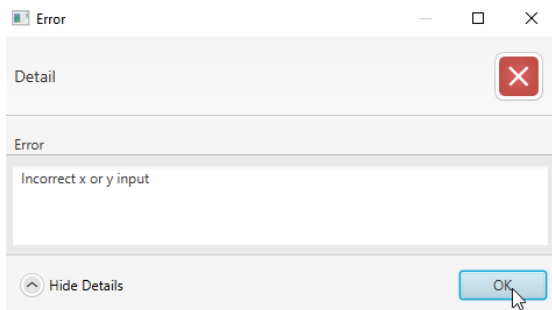 Error
Detail
Error
Incorrect x or y input
Hide Details
OK